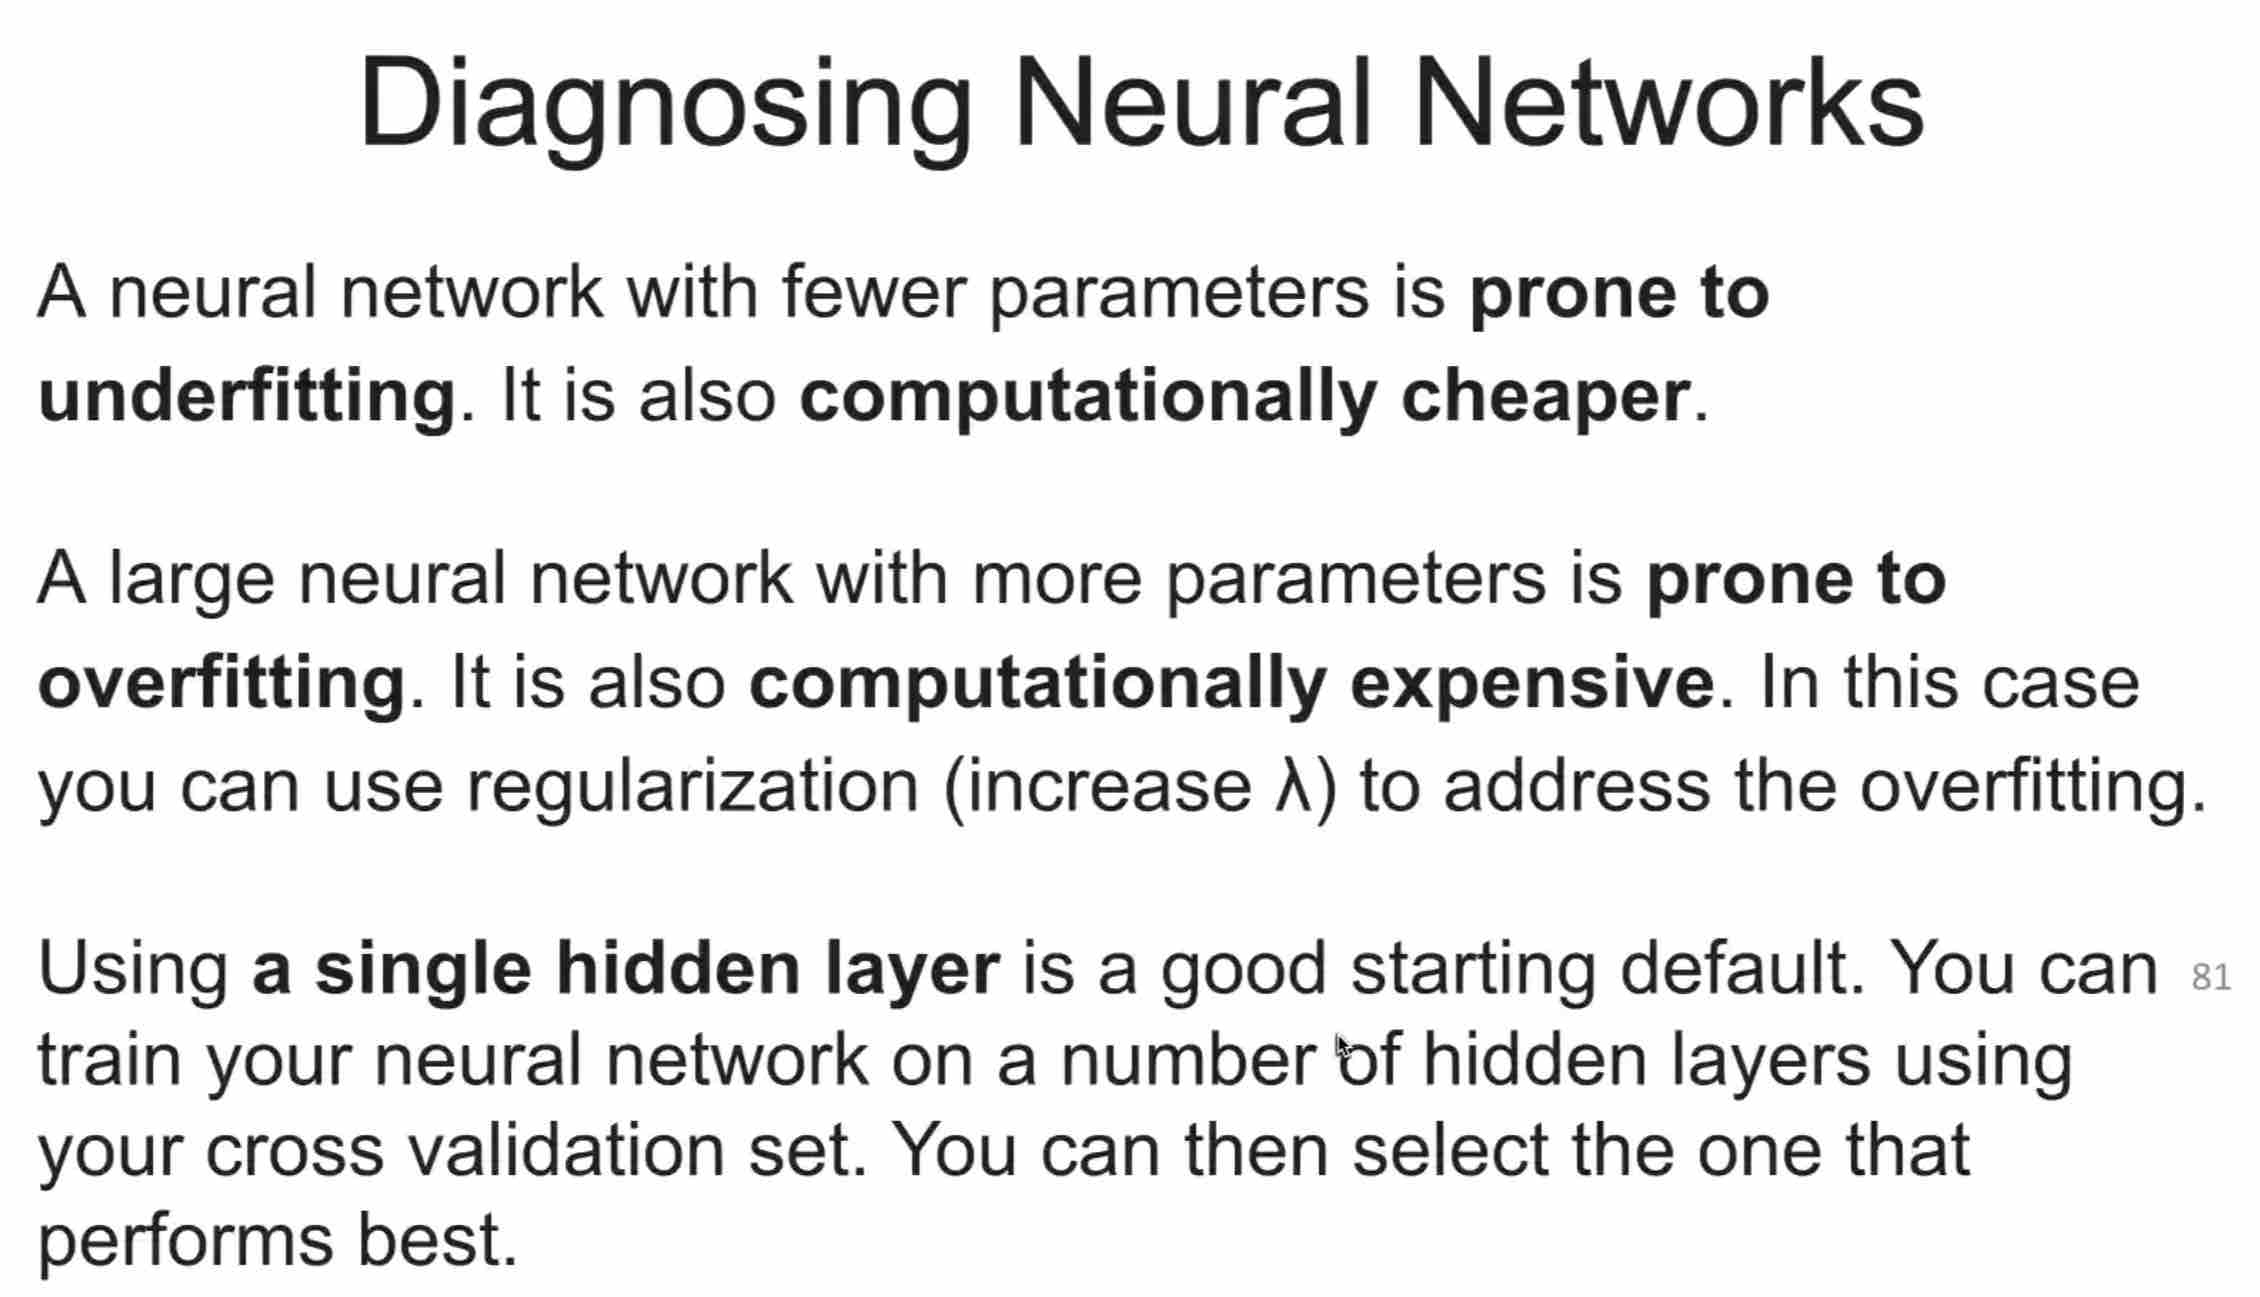 Diagnosing Neural Networks
A neural network with fewer parameters is prone to
underfitting. It is also computationally cheaper.
A large neural network with more parameters is prone to
overfitting. It is also computationally expensive. In this case
you can use regularization (increase λ) to address the overfitting.
Using a single hidden layer is a good starting default. You can
81
train your neural network on a number of hidden layers using
your cross validation set. You can then select the one that
performs best.